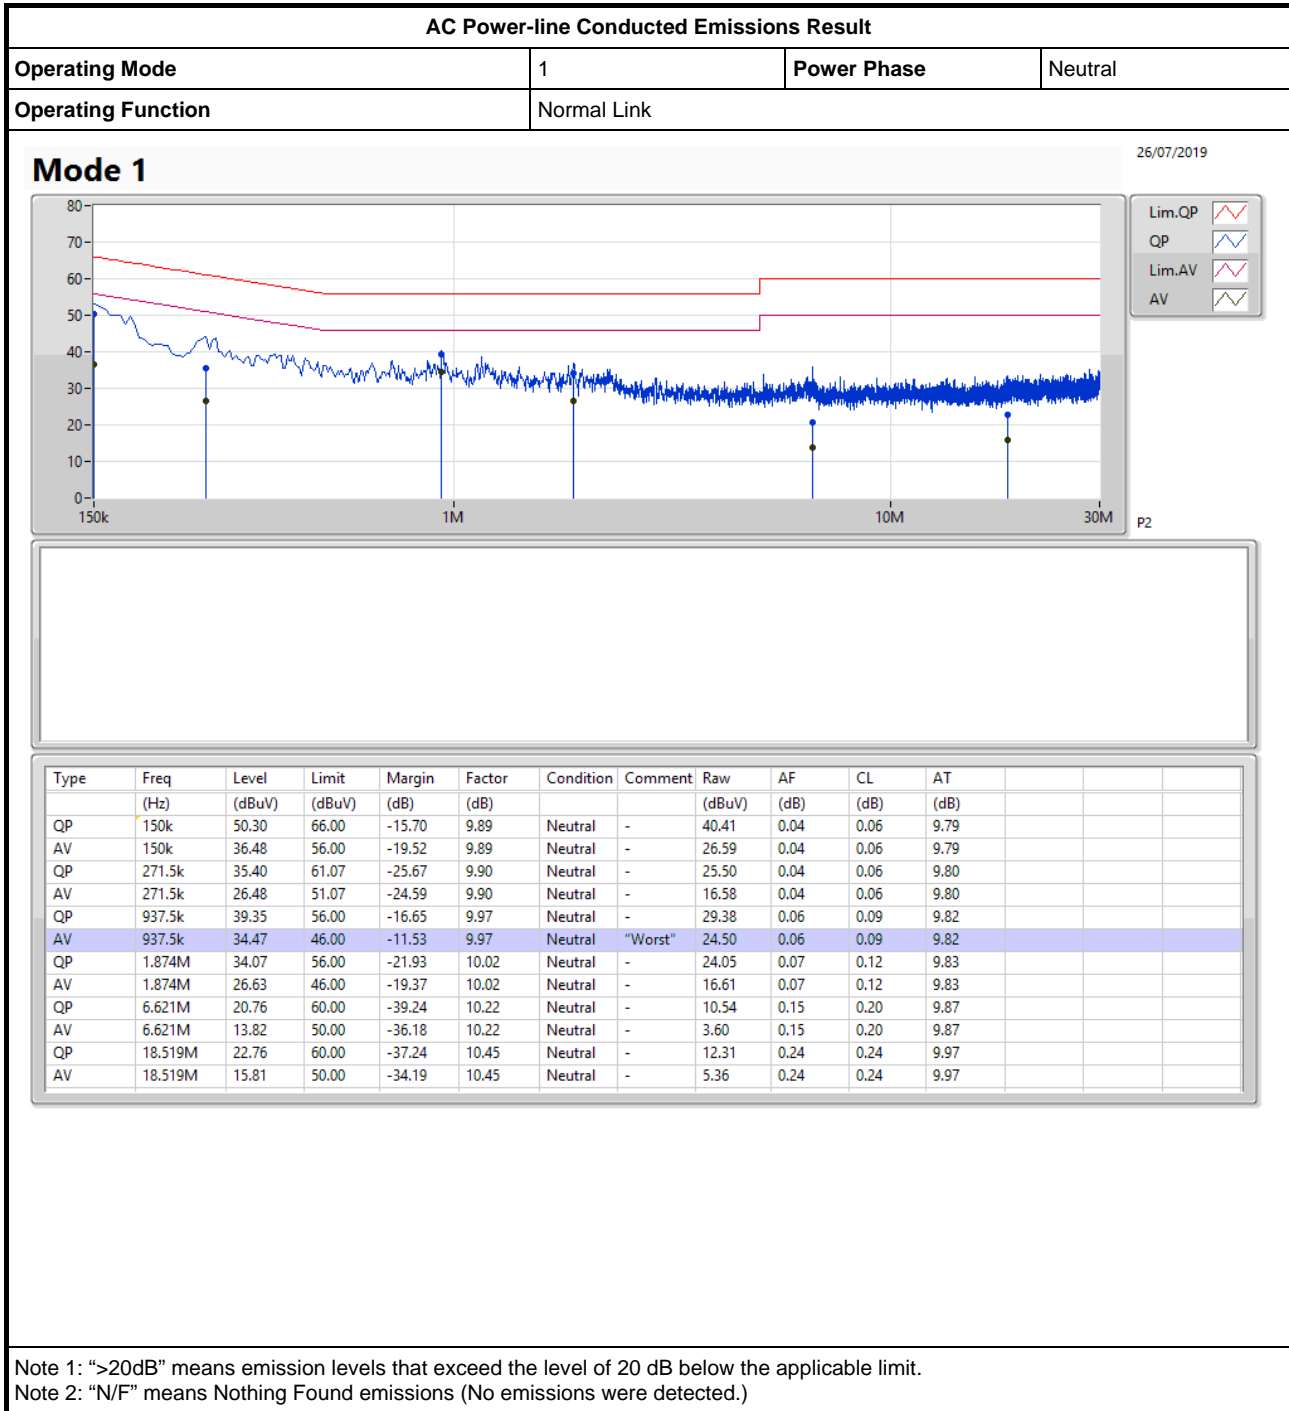 AC Power-line Conducted Emissions Result
Operating Mode 1 Power Phase Neutral
Operating Function Normal Link
Mode 1
26/07/2019
80
70
60
50
40
30
20
10
0
150k 1M 10M 30M
Lim.QP
QP
Lim.AV
AV
P2
Type Freq Level Limit Margin Factor Condition Comment Raw AF CL AT
(Hz) (dBuV) (dBuV) (dB) (dB) (dBuV) (dB) (dB) (dB)
QP 150k 50.30 66.00 -15.70 9.89 Neutral - 40.41 0.04 0.06 9.79
AV 150k 36.48 56.00 -19.52 9.89 Neutral - 26.59 0.04 0.06 9.79
QP 271.5k 35.40 61.07 -25.67 9.90 Neutral - 25.50 0.04 0.06 9.80
AV 271.5k 26.48 51.07 -24.59 9.90 Neutral - 16.58 0.04 0.06 9.80
QP 937.5k 39.35 56.00 -16.65 9.97 Neutral - 29.38 0.06 0.09 9.82
AV 937.5k 34.47 46.00 -11.53 9.97 Neutral "Worst" 24.50 0.06 0.09 9.82
QP 1.874M 34.07 56.00 -21.93 10.02 Neutral - 24.05 0.07 0.12 9.83
AV 1.874M 26.63 46.00 -19.37 10.02 Neutral - 16.61 0.07 0.12 9.83
QP 6.621M 20.76 60.00 -39.24 10.22 Neutral - 10.54 0.15 0.20 9.87
AV 6.621M 13.82 50.00 -36.18 10.22 Neutral - 3.60 0.15 0.20 9.87
QP 18.519M 22.76 60.00 -37.24 10.45 Neutral - 12.31 0.24 0.24 9.97
AV 18.519M 15.81 50.00 -34.19 10.45 Neutral - 5.36 0.24 0.24 9.97
Note 1: “>20dB” means emission levels that exceed the level of 20 dB below the applicable limit.
Note 2: “N/F” means Nothing Found emissions (No emissions were detected.)